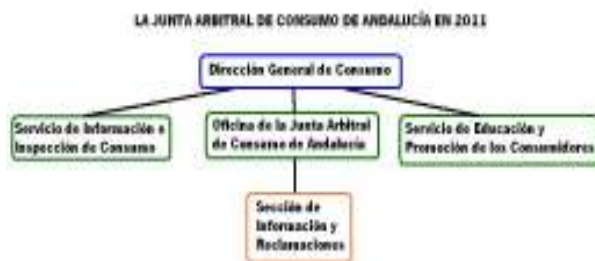 LA JUNTA ARBITRAL DE CONSUMO DE ANDALUCÍA EN 2011
Dirección General de Consumo
Servicio de Información e
Inspección de Consumo
Oficina de la Junta Arbitral
de Consumo de Andalucía
Servicio de Educación y
Promoción de los Consumidores
Sección de
Información y
Reclamaciones